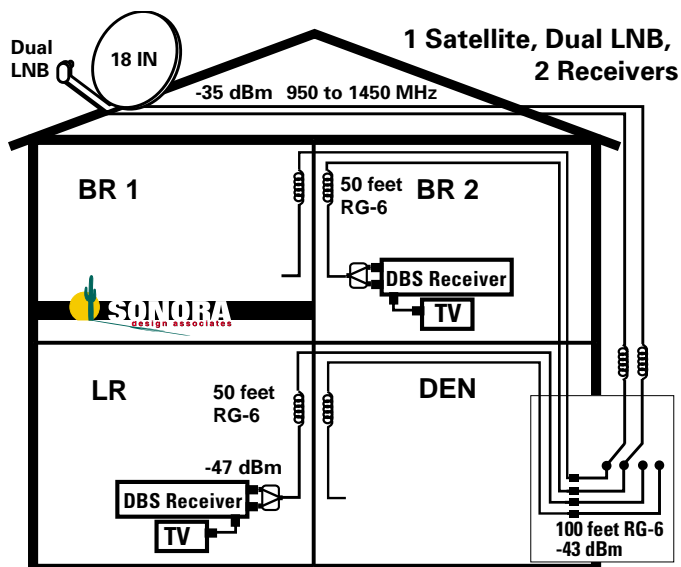 1 Satellite, Dual LNB,
2 Receivers
Dual
LNB
18 IN
-35 dBm 950 to 1450 MHz
BR 1
50 feet
RG-6
BR 2
DBS Receiver
TV
SONORA
design associates
LR
50 feet
RG-6
DEN
-47 dBm
DBS Receiver
TV
100 feet RG-6
-43 dBm